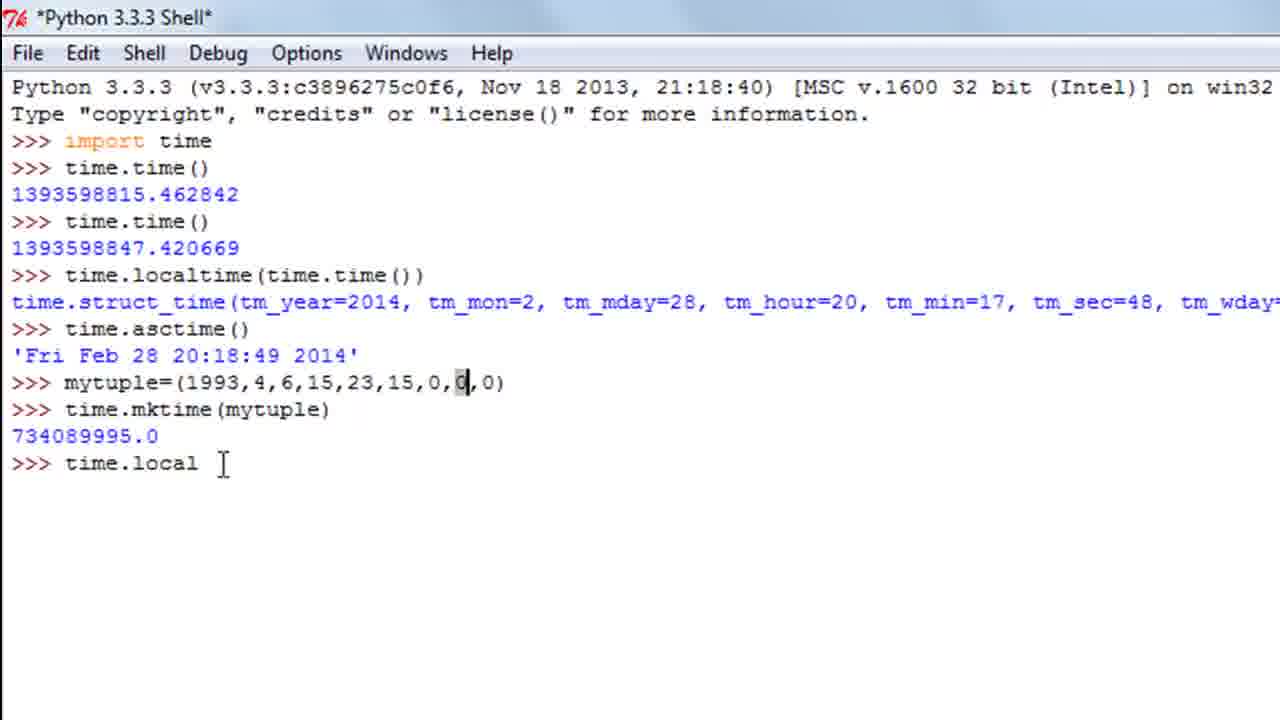 *Python 3.3.3 Shell*
File Edit Shell Debug Options Windows Help
Python 3.3.3 (v3.3.3:c3896275c0f6, Nov 18 2013, 21:18:40) [MSC v.1600 32 bit (Intel)] on win32
Type "copyright", "credits" or "license()" for more information.
>>> import time
>>> time.time()
1393598815.462842
>>> time.time()
1393598847.420669
>>> time.localtime(time.time())
time.struct_time(tm_year=2014, tm_mon=2, tm_mday=28, tm_hour=20, tm_min=17, tm_sec=48, tm_wday=
>>> time.asctime()
'Fri Feb 28 20:18:49 2014'
>>> mytuple=(1993,4,6,15,23,15,0,0,0)
>>> time.mktime(mytuple)
734089995.0
>>> time.local